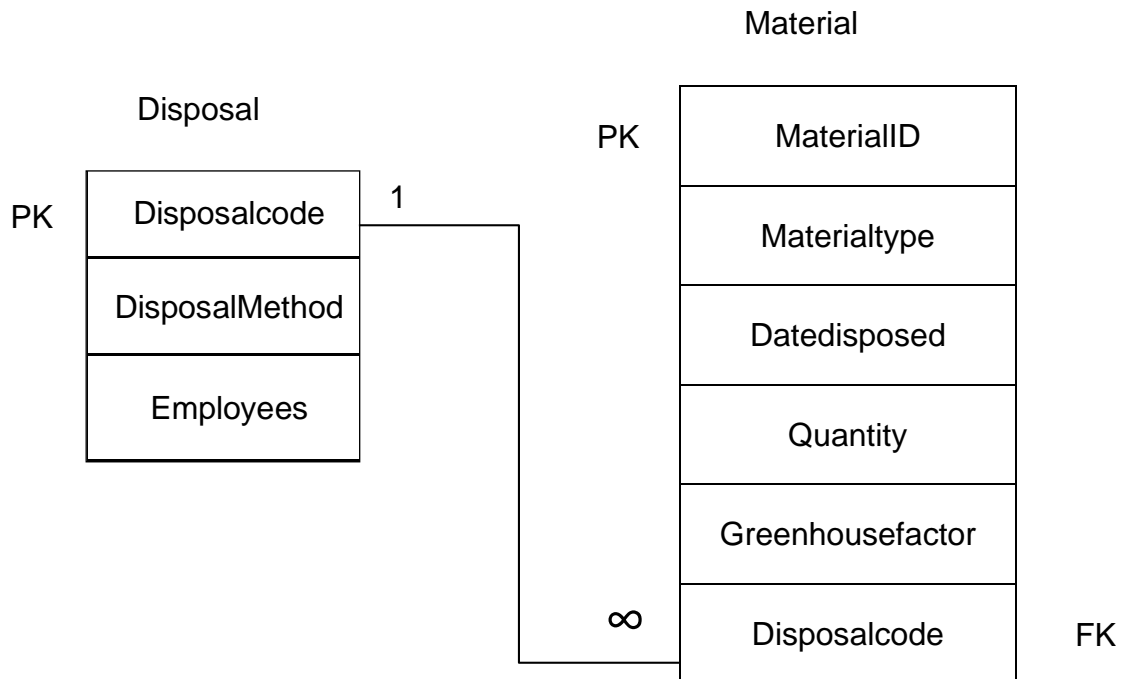 Disposal
PK
Disposalcode
1
DisposalMethod
Employees
Material
PK
MaterialID
Materialtype
Datedisposed
Quantity
Greenhousefactor
∞
Disposalcode
FK